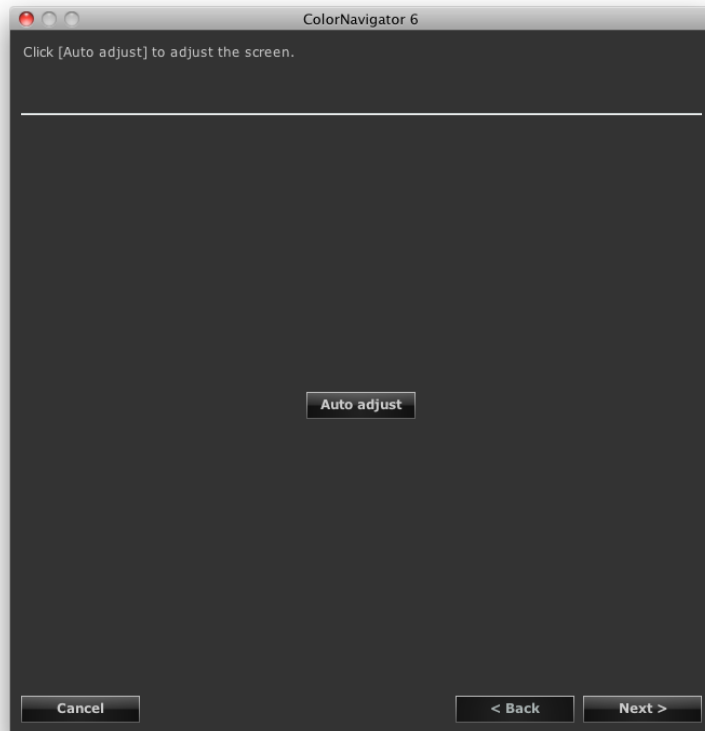 ColorNavigator 6
Click [Auto adjust] to adjust the screen.
Auto adjust
Cancel
< Back
Next >